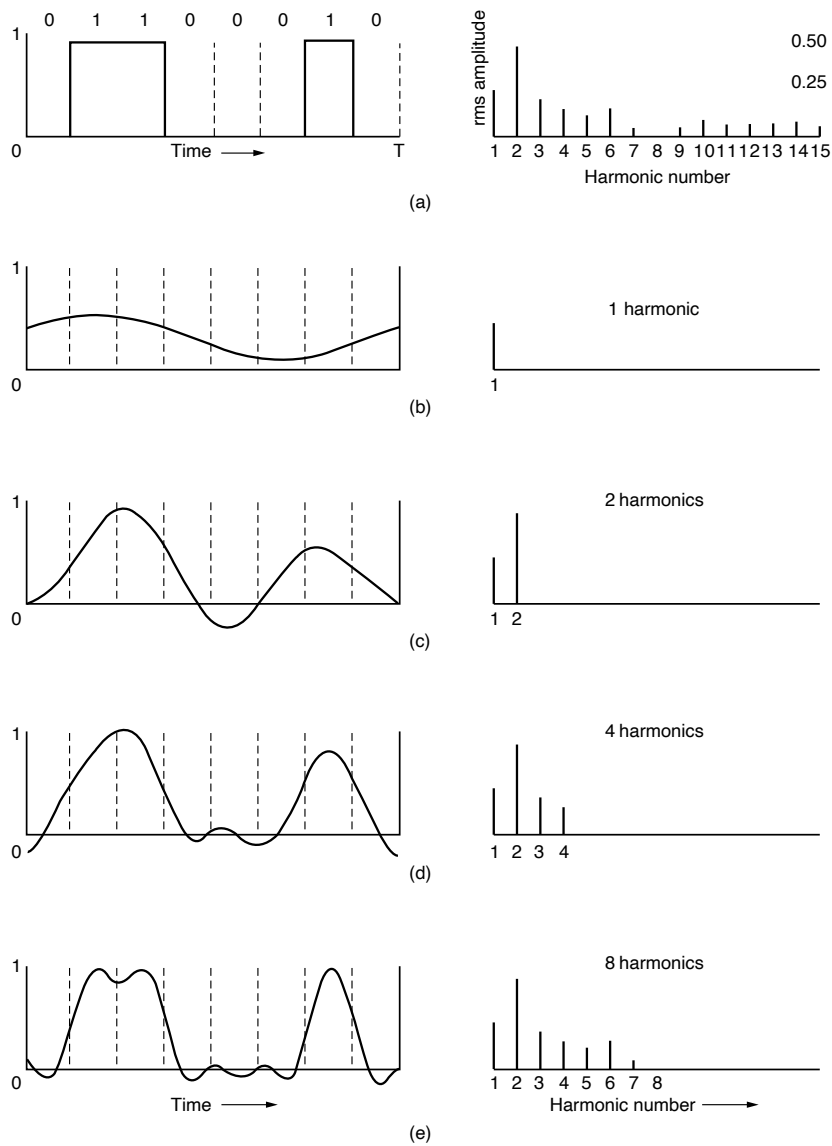 0 1 1 0 0 0 1 0
1
0
Time
T
rms amplitude
0.50
0.25
1 2 3 4 5 6 7 8 9 10 11 12 13 14 15
Harmonic number
(a)
1
0
1 harmonic
1
(b)
1
0
2 harmonics
1 2
(c)
1
0
4 harmonics
1 2 3 4
(d)
1
0
Time
8 harmonics
1 2 3 4 5 6 7 8
Harmonic number
(e)